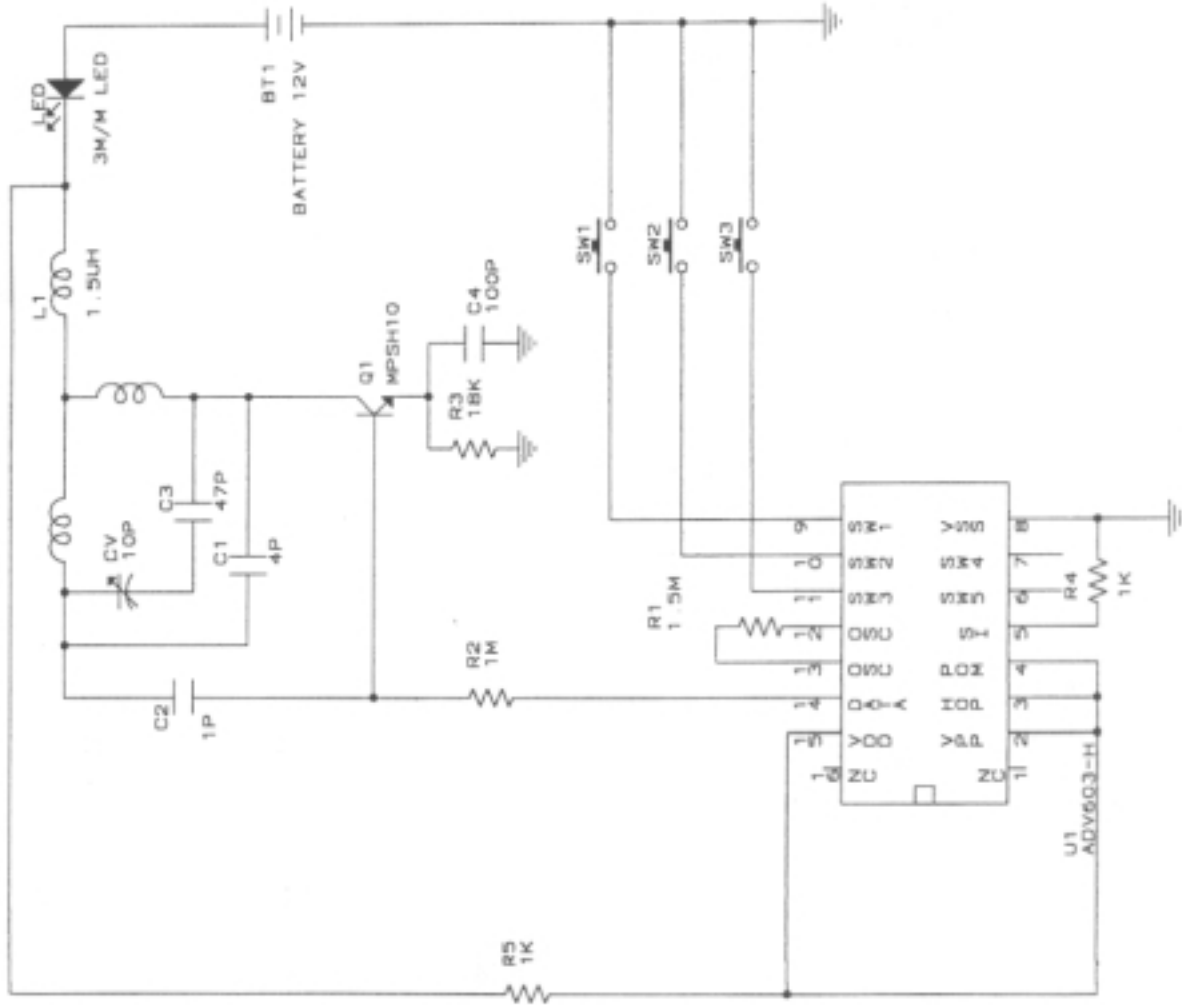 LED
3M/M LED
BT1
BATTERY 12V
L1
1.5UH
SW1
SW2
SW3
C4
100P
Q1
MPSH10
R3
18K
C3
47P
CV
10P
C1
4P
C2
1P
R2
1M
R1
1.5M
R4
1K
R5
1K
U1
ADV603-H
9 SW1
10 SW2
11 SW3
12 OSC
13 OSC
14 DATA
15 VDD
16 NC
VSS 8
SW4 7
SW5 6
5
4
3
VPP 2
NC 1